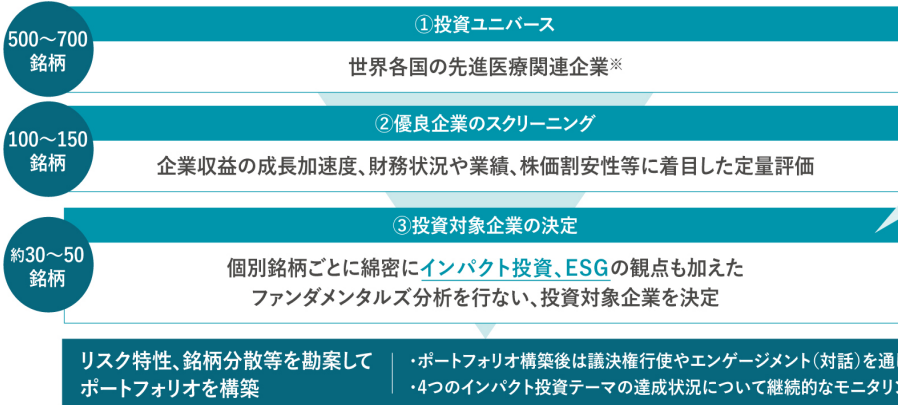 500～700
銘柄
①投資ユニバース
世界各国の先進医療関連企業※
100～150
銘柄
②優良企業のスクリーニング
企業収益の成長加速度、財務状況や業績、株価割安性等に着目した定量評価
約30～50
銘柄
③投資対象企業の決定
個別銘柄ごとに綿密にインパクト投資、ESGの観点も加えた
ファンダメンタルズ分析を行ない、投資対象企業を決定
リスク特性、銘柄分散等を勘案して
ポートフォリオを構築
・ポートフォリオ構築後は議決権行使やエンゲージメント（対話）を通
・4つのインパクト投資テーマの達成状況について継続的なモニタリ